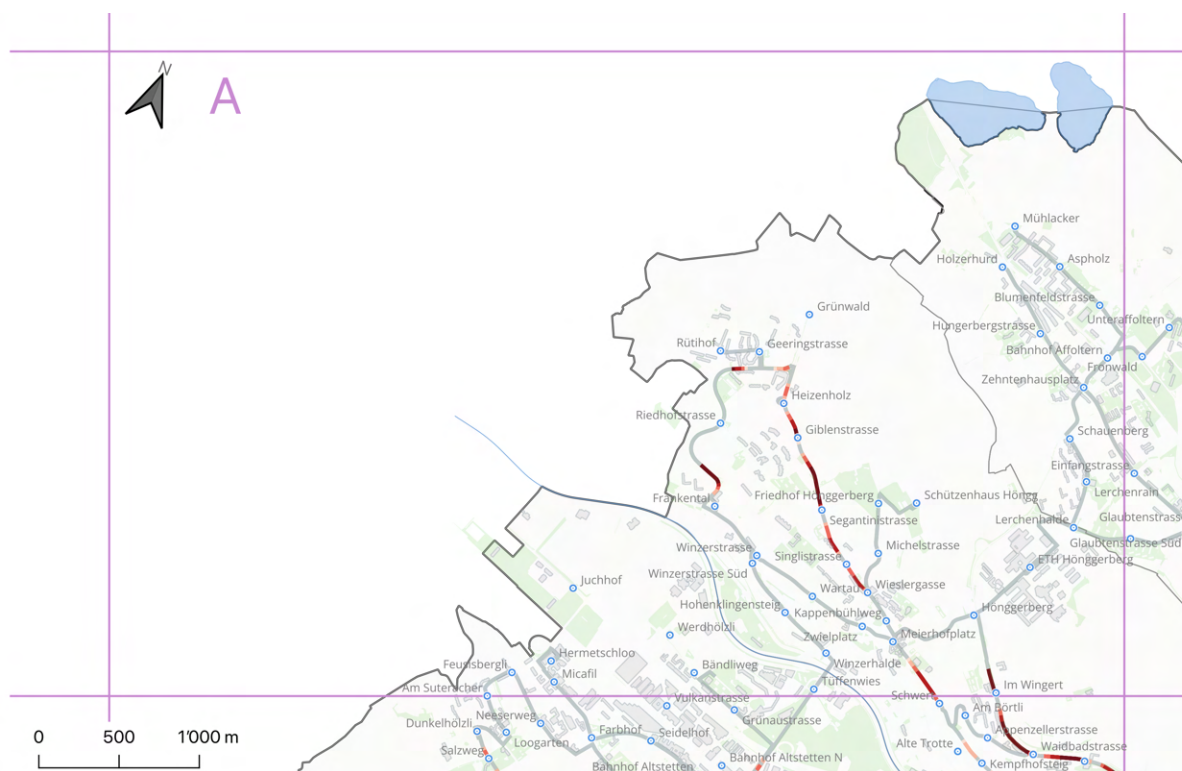 N
A
Mühlacker
Holzerhurd
Aspholz
Blumenfeldstrasse
Grünwald
Unteraffoltern
Hungerbergstrasse
Rütihof
Geeringstrasse
Bahnhof Affoltern
Fronwald
Zehntenhausplatz
Heizenholz
Riedhofstrasse
Giblenstrasse
Schauenberg
Einfangstrasse
Frankental
Friedhof Hönggerberg
Schützenhaus Höngg
Lerchenrain
Segantinistrasse
Lerchenhalde
Glaubtenstrasse
Winzerstrasse
Michelstrasse
Glaubtenstrasse Süd
Singlistrasse
ETH Hönggerberg
Winzerstrasse Süd
Juchhof
Wartau
Wieslergasse
Hohenklingensteig
Kappenbühlweg
Hönggerberg
Werdhölzli
Zwielplatz
Meierhofplatz
Hermetschloo
Feusisbergli
Bändliweg
Winzerhalde
Micafil
Am Suteracher
Tüffenwies
Im Wingert
Vulkanstrasse
Schwert
Am Börtli
Neeserweg
Grünaustrasse
Dunkelhölzli
Farbhof
Seidelhof
Appenzellerstrasse
Loogarten
Salzweg
Alte Trotte
Waidbadstrasse
Bahnhof Altstetten N
Bahnhof Altstetten
Kempfhofsteig
0 500 1'000 m